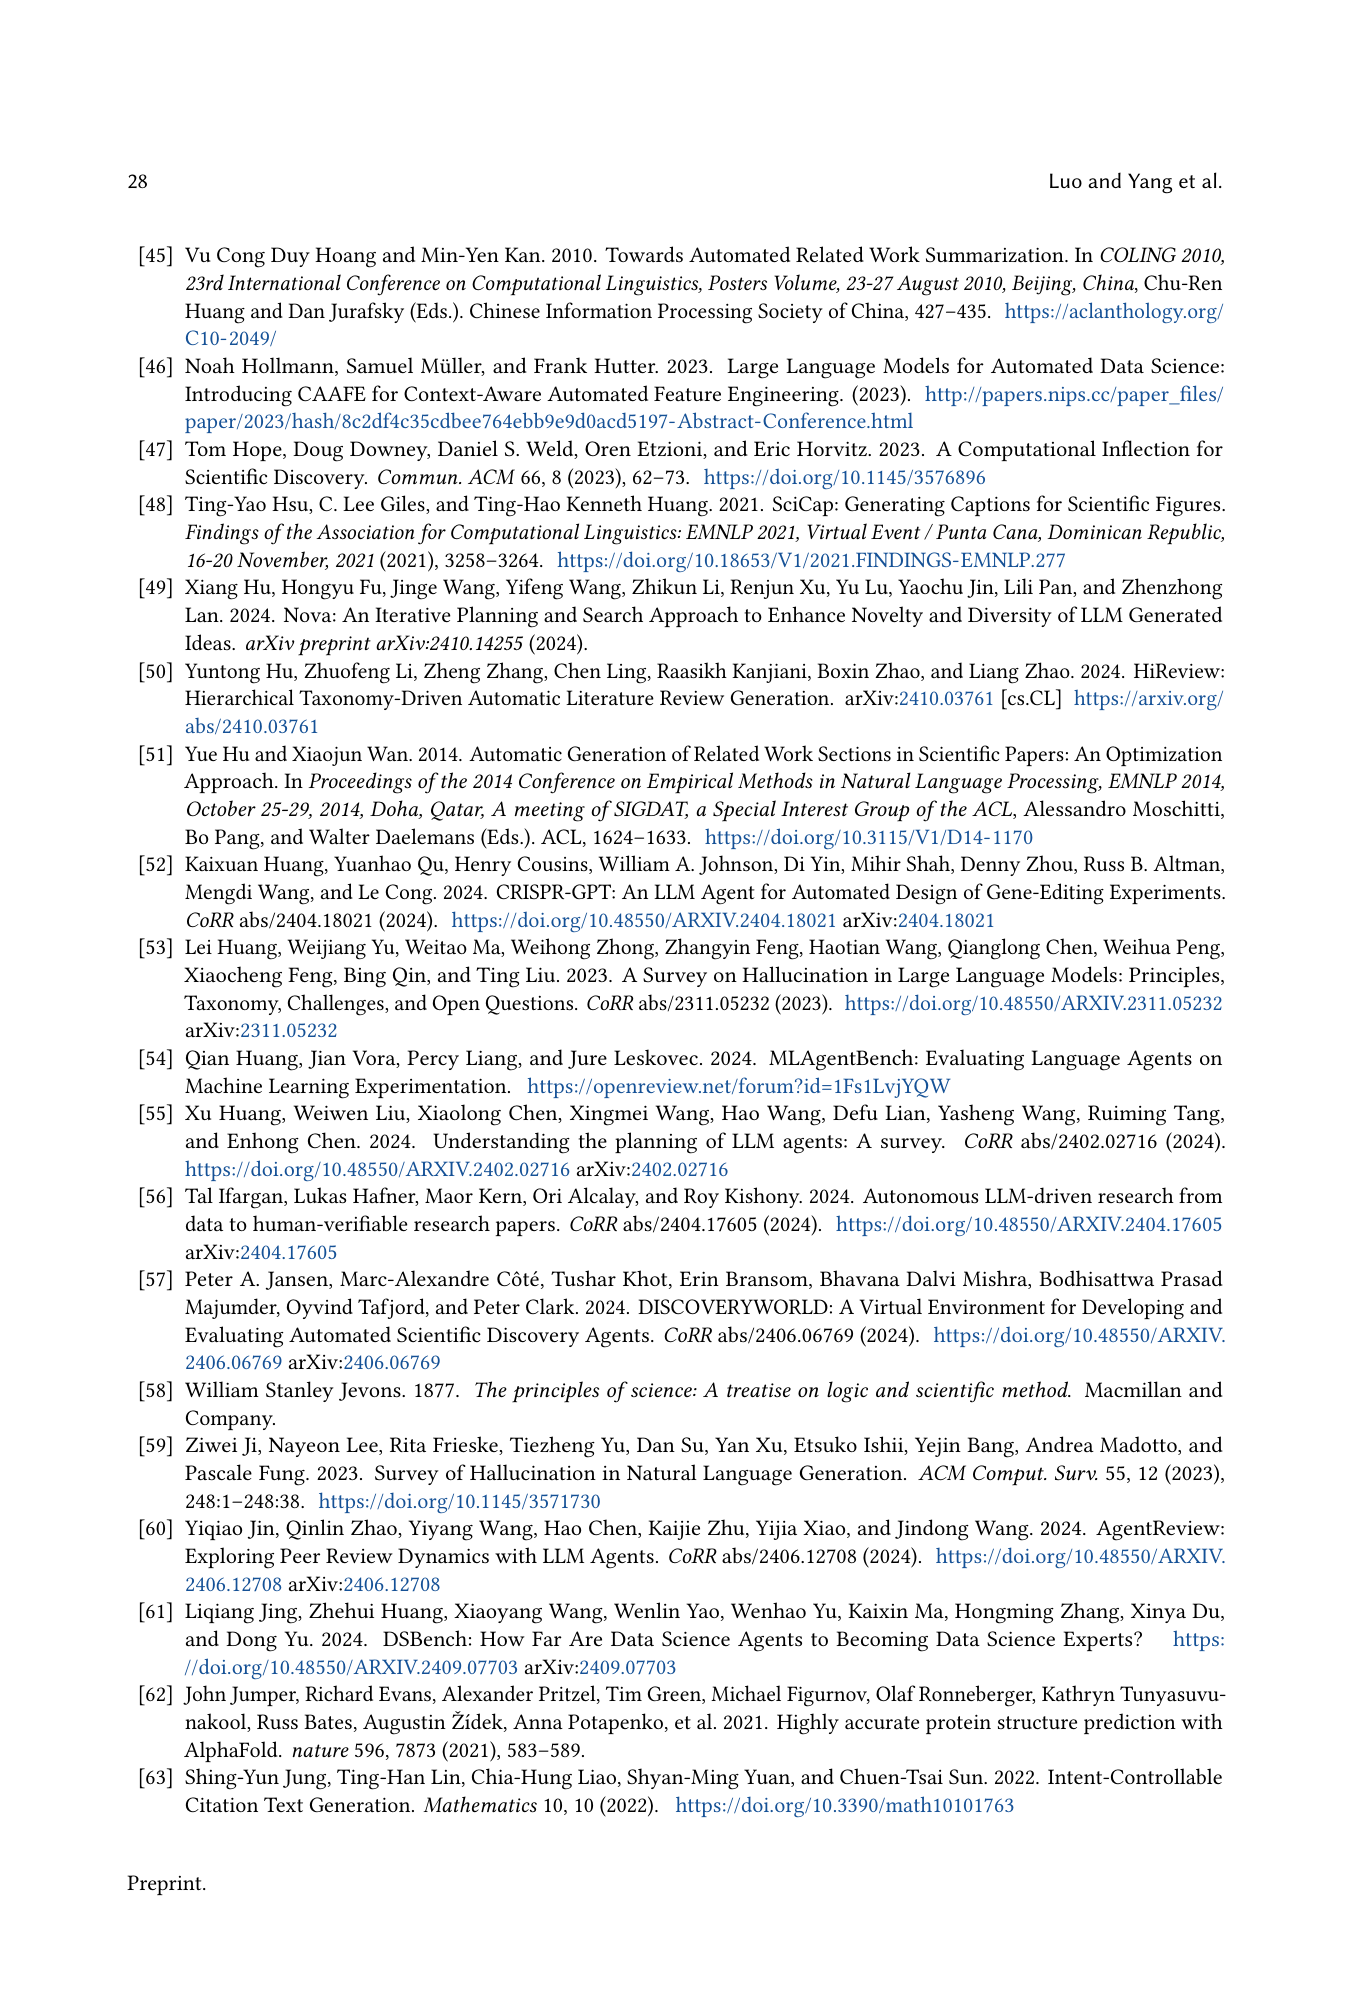 28
Luo and Yang et al.
[45] Vu Cong Duy Hoang and Min-Yen Kan. 2010. Towards Automated Related Work Summarization. In COLING 2010,
23rd International Conference on Computational Linguistics, Posters Volume, 23-27 August 2010, Beijing, China, Chu-Ren
Huang and Dan Jurafsky (Eds.). Chinese Information Processing Society of China, 427–435. https://aclanthology.org/
C10-2049/
[46] Noah Hollmann, Samuel Müller, and Frank Hutter. 2023. Large Language Models for Automated Data Science:
Introducing CAAFE for Context-Aware Automated Feature Engineering. (2023). http://papers.nips.cc/paper_files/
paper/2023/hash/8c2df4c35cdbee764ebb9e9d0acd5197-Abstract-Conference.html
[47] Tom Hope, Doug Downey, Daniel S. Weld, Oren Etzioni, and Eric Horvitz. 2023. A Computational Inflection for
Scientific Discovery. Commun. ACM 66, 8 (2023), 62–73. https://doi.org/10.1145/3576896
[48] Ting-Yao Hsu, C. Lee Giles, and Ting-Hao Kenneth Huang. 2021. SciCap: Generating Captions for Scientific Figures.
Findings of the Association for Computational Linguistics: EMNLP 2021, Virtual Event / Punta Cana, Dominican Republic,
16-20 November, 2021 (2021), 3258–3264. https://doi.org/10.18653/V1/2021.FINDINGS-EMNLP.277
[49] Xiang Hu, Hongyu Fu, Jinge Wang, Yifeng Wang, Zhikun Li, Renjun Xu, Yu Lu, Yaochu Jin, Lili Pan, and Zhenzhong
Lan. 2024. Nova: An Iterative Planning and Search Approach to Enhance Novelty and Diversity of LLM Generated
Ideas. arXiv preprint arXiv:2410.14255 (2024).
[50] Yuntong Hu, Zhuofeng Li, Zheng Zhang, Chen Ling, Raasikh Kanjiani, Boxin Zhao, and Liang Zhao. 2024. HiReview:
Hierarchical Taxonomy-Driven Automatic Literature Review Generation. arXiv:2410.03761 [cs.CL] https://arxiv.org/
abs/2410.03761
[51] Yue Hu and Xiaojun Wan. 2014. Automatic Generation of Related Work Sections in Scientific Papers: An Optimization
Approach. In Proceedings of the 2014 Conference on Empirical Methods in Natural Language Processing, EMNLP 2014,
October 25-29, 2014, Doha, Qatar, A meeting of SIGDAT, a Special Interest Group of the ACL, Alessandro Moschitti,
Bo Pang, and Walter Daelemans (Eds.). ACL, 1624–1633. https://doi.org/10.3115/V1/D14-1170
[52] Kaixuan Huang, Yuanhao Qu, Henry Cousins, William A. Johnson, Di Yin, Mihir Shah, Denny Zhou, Russ B. Altman,
Mengdi Wang, and Le Cong. 2024. CRISPR-GPT: An LLM Agent for Automated Design of Gene-Editing Experiments.
CoRR abs/2404.18021 (2024). https://doi.org/10.48550/ARXIV.2404.18021 arXiv:2404.18021
[53] Lei Huang, Weijiang Yu, Weitao Ma, Weihong Zhong, Zhangyin Feng, Haotian Wang, Qianglong Chen, Weihua Peng,
Xiaocheng Feng, Bing Qin, and Ting Liu. 2023. A Survey on Hallucination in Large Language Models: Principles,
Taxonomy, Challenges, and Open Questions. CoRR abs/2311.05232 (2023). https://doi.org/10.48550/ARXIV.2311.05232
arXiv:2311.05232
[54] Qian Huang, Jian Vora, Percy Liang, and Jure Leskovec. 2024. MLAgentBench: Evaluating Language Agents on
Machine Learning Experimentation. https://openreview.net/forum?id=1Fs1LvjYQW
[55] Xu Huang, Weiwen Liu, Xiaolong Chen, Xingmei Wang, Hao Wang, Defu Lian, Yasheng Wang, Ruiming Tang,
and Enhong Chen. 2024. Understanding the planning of LLM agents: A survey. CoRR abs/2402.02716 (2024).
https://doi.org/10.48550/ARXIV.2402.02716 arXiv:2402.02716
[56] Tal Ifargan, Lukas Hafner, Maor Kern, Ori Alcalay, and Roy Kishony. 2024. Autonomous LLM-driven research from
data to human-verifiable research papers. CoRR abs/2404.17605 (2024). https://doi.org/10.48550/ARXIV.2404.17605
arXiv:2404.17605
[57] Peter A. Jansen, Marc-Alexandre Côté, Tushar Khot, Erin Bransom, Bhavana Dalvi Mishra, Bodhisattwa Prasad
Majumder, Oyvind Tafjord, and Peter Clark. 2024. DISCOVERYWORLD: A Virtual Environment for Developing and
Evaluating Automated Scientific Discovery Agents. CoRR abs/2406.06769 (2024). https://doi.org/10.48550/ARXIV.
2406.06769 arXiv:2406.06769
[58] William Stanley Jevons. 1877. The principles of science: A treatise on logic and scientific method. Macmillan and
Company.
[59] Ziwei Ji, Nayeon Lee, Rita Frieske, Tiezheng Yu, Dan Su, Yan Xu, Etsuko Ishii, Yejin Bang, Andrea Madotto, and
Pascale Fung. 2023. Survey of Hallucination in Natural Language Generation. ACM Comput. Surv. 55, 12 (2023),
248:1–248:38. https://doi.org/10.1145/3571730
[60] Yiqiao Jin, Qinlin Zhao, Yiyang Wang, Hao Chen, Kaijie Zhu, Yijia Xiao, and Jindong Wang. 2024. AgentReview:
Exploring Peer Review Dynamics with LLM Agents. CoRR abs/2406.12708 (2024). https://doi.org/10.48550/ARXIV.
2406.12708 arXiv:2406.12708
[61] Liqiang Jing, Zhehui Huang, Xiaoyang Wang, Wenlin Yao, Wenhao Yu, Kaixin Ma, Hongming Zhang, Xinya Du,
and Dong Yu. 2024. DSBench: How Far Are Data Science Agents to Becoming Data Science Experts? https:
//doi.org/10.48550/ARXIV.2409.07703 arXiv:2409.07703
[62] John Jumper, Richard Evans, Alexander Pritzel, Tim Green, Michael Figurnov, Olaf Ronneberger, Kathryn Tunyasuvu-
nakool, Russ Bates, Augustin Žídek, Anna Potapenko, et al. 2021. Highly accurate protein structure prediction with
AlphaFold. nature 596, 7873 (2021), 583–589.
[63] Shing-Yun Jung, Ting-Han Lin, Chia-Hung Liao, Shyan-Ming Yuan, and Chuen-Tsai Sun. 2022. Intent-Controllable
Citation Text Generation. Mathematics 10, 10 (2022). https://doi.org/10.3390/math10101763
Preprint.